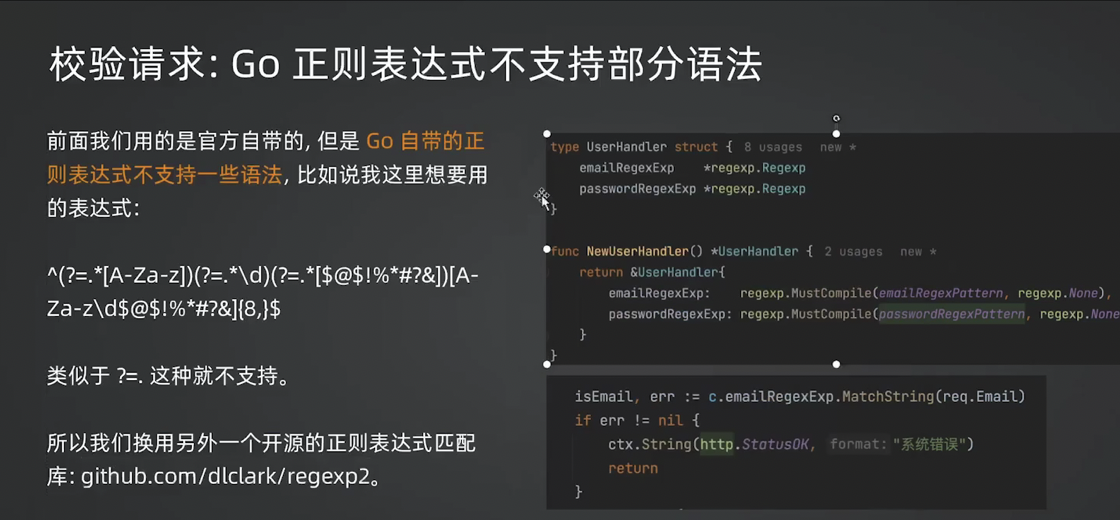 校验请求: Go 正则表达式不支持部分语法
前面我们用的是官方自带的, 但是 Go 自带的正
则表达式不支持一些语法, 比如说我这里想要用
的表达式:
^(?=.*[A-Za-z])(?=.*\d)(?=.*[$@$!%*#?&])[A-
Za-z\d$@$!%*#?&]{8,}$
类似于 ?=. 这种就不支持。
所以我们换用另外一个开源的正则表达式匹配
库: github.com/dlclark/regexp2。
type UserHandler struct { 8 usages new *
emailRegexExp *regexp.Regexp
passwordRegexExp *regexp.Regexp
}
func NewUserHandler() *UserHandler { 2 usages new *
return &UserHandler{
emailRegexExp: regexp.MustCompile(emailRegexPattern, regexp.None),
passwordRegexExp: regexp.MustCompile(passwordRegexPattern, regexp.None
}
}
isEmail, err := c.emailRegexExp.MatchString(req.Email)
if err != nil {
ctx.String(http.StatusOK, format: "系统错误")
return
}